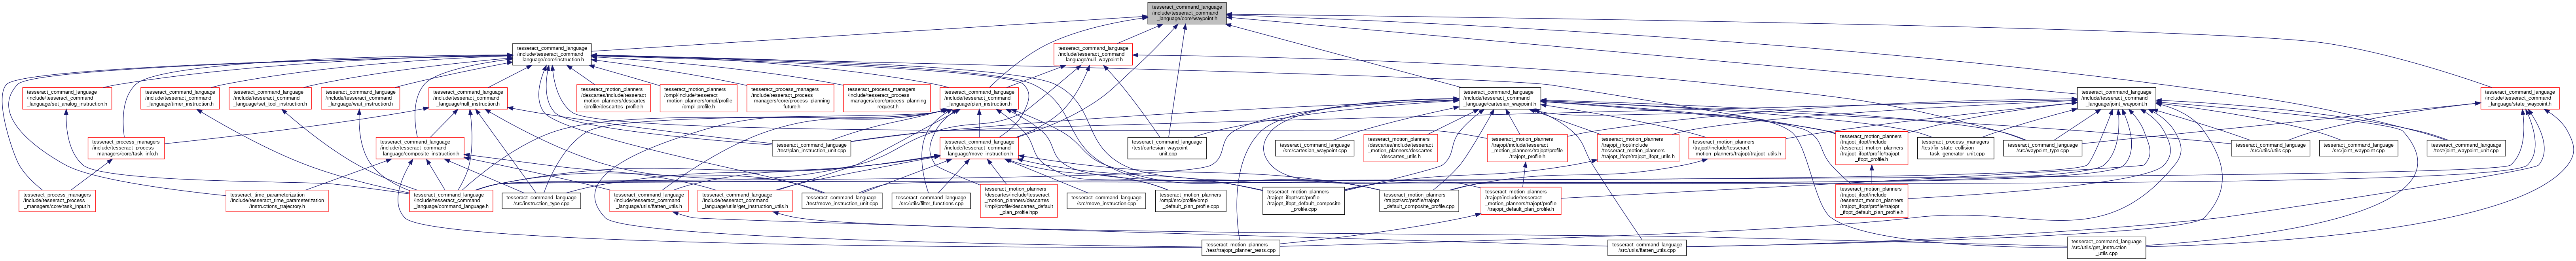 tesseract_command_language
/include/tesseract_command
_language/core/waypoint.h
tesseract_command_language
/include/tesseract_command
_language/core/instruction.h
tesseract_command_language
/include/tesseract_command
_language/null_waypoint.h
tesseract_command_language
/include/tesseract_command
_language/set_analog_instruction.h
tesseract_command_language
/include/tesseract_command
_language/timer_instruction.h
tesseract_command_language
/include/tesseract_command
_language/set_tool_instruction.h
tesseract_command_language
/include/tesseract_command
_language/wait_instruction.h
tesseract_command_language
/include/tesseract_command
_language/null_instruction.h
tesseract_motion_planners
/descartes/include/tesseract
_motion_planners/descartes
/profile/descartes_profile.h
tesseract_motion_planners
/ompl/include/tesseract
_motion_planners/ompl/profile
/ompl_profile.h
tesseract_process_managers
/include/tesseract_process
_managers/core/process_planning
_future.h
tesseract_process_managers
/include/tesseract_process
_managers/core/process_planning
_request.h
tesseract_command_language
/include/tesseract_command
_language/plan_instruction.h
tesseract_command_language
/include/tesseract_command
_language/cartesian_waypoint.h
tesseract_command_language
/include/tesseract_command
_language/joint_waypoint.h
tesseract_command_language
/include/tesseract_command
_language/state_waypoint.h
tesseract_process_managers
/include/tesseract_process
_managers/core/task_info.h
tesseract_command_language
/include/tesseract_command
_language/composite_instruction.h
tesseract_command_language
/test/plan_instruction_unit.cpp
tesseract_command_language
/include/tesseract_command
_language/move_instruction.h
tesseract_command_language
/test/cartesian_waypoint
_unit.cpp
tesseract_command_language
/src/cartesian_waypoint.cpp
tesseract_motion_planners
/descartes/include/tesseract
_motion_planners/descartes
/descartes_utils.h
tesseract_motion_planners
/trajopt/include/tesseract
_motion_planners/trajopt/profile
/trajopt_profile.h
tesseract_motion_planners
/trajopt_ifopt/include
/tesseract_motion_planners
/trajopt_ifopt/trajopt_ifopt_utils.h
tesseract_motion_planners
/trajopt/include/tesseract
_motion_planners/trajopt/trajopt_utils.h
tesseract_motion_planners
/trajopt_ifopt/include
/tesseract_motion_planners
/trajopt_ifopt/profile/trajopt
_ifopt_profile.h
tesseract_process_managers
/test/fix_state_collision
_task_generator_unit.cpp
tesseract_command_language
/src/waypoint_type.cpp
tesseract_command_language
/src/utils/utils.cpp
tesseract_command_language
/src/joint_waypoint.cpp
tesseract_command_language
/test/joint_waypoint_unit.cpp
tesseract_process_managers
/include/tesseract_process
_managers/core/task_input.h
tesseract_time_parameterization
/include/tesseract_time_parameterization
/instructions_trajectory.h
tesseract_command_language
/include/tesseract_command
_language/command_language.h
tesseract_command_language
/src/instruction_type.cpp
tesseract_command_language
/include/tesseract_command
_language/utils/flatten_utils.h
tesseract_command_language
/include/tesseract_command
_language/utils/get_instruction_utils.h
tesseract_command_language
/test/move_instruction_unit.cpp
tesseract_command_language
/src/utils/filter_functions.cpp
tesseract_motion_planners
/descartes/include/tesseract
_motion_planners/descartes
/impl/profile/descartes_default
_plan_profile.hpp
tesseract_command_language
/src/move_instruction.cpp
tesseract_motion_planners
/ompl/src/profile/ompl
_default_plan_profile.cpp
tesseract_motion_planners
/trajopt_ifopt/src/profile
/trajopt_ifopt_default_composite
_profile.cpp
tesseract_motion_planners
/trajopt/src/profile/trajopt
_default_composite_profile.cpp
tesseract_motion_planners
/trajopt/include/tesseract
_motion_planners/trajopt/profile
/trajopt_default_plan_profile.h
tesseract_motion_planners
/trajopt_ifopt/include
/tesseract_motion_planners
/trajopt_ifopt/profile/trajopt
_ifopt_default_plan_profile.h
tesseract_motion_planners
/test/trajopt_planner_tests.cpp
tesseract_command_language
/src/utils/flatten_utils.cpp
tesseract_command_language
/src/utils/get_instruction
_utils.cpp